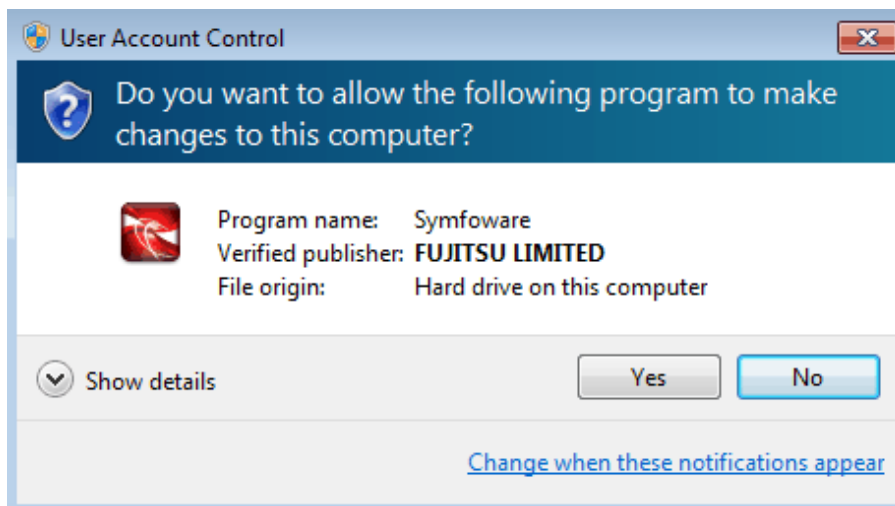 User Account Control
Do you want to allow the following program to make
changes to this computer?
Program name: Symfoware
Verified publisher: FUJITSU LIMITED
File origin: Hard drive on this computer
Show details
Yes
No
Change when these notifications appear